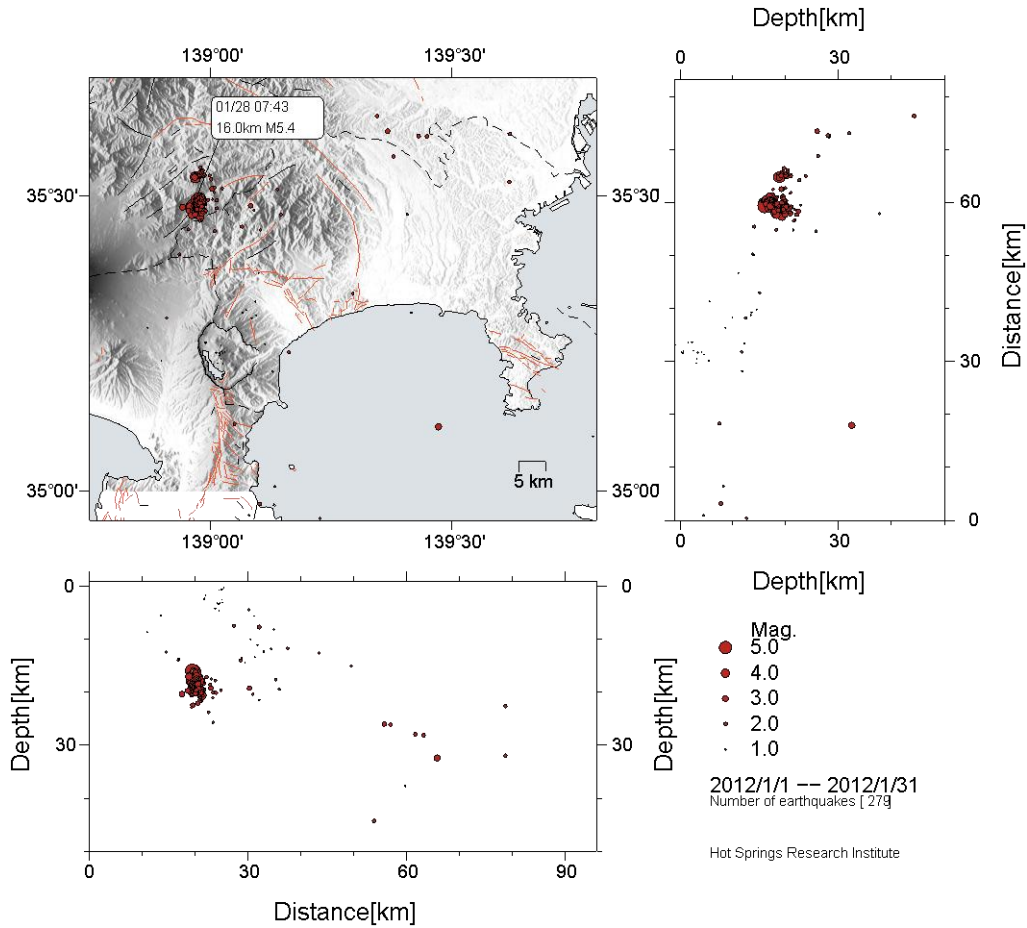 Depth[km]
139°00'
139°30'
0
30
01/28 07:43
16.0km M5.4
35°30'
35°30'
60
30
0
Distance[km]
5 km
35°00'
35°00'
139°00'
139°30'
0
30
Depth[km]
0
30
Depth[km]
0
30
Depth[km]
0
30
60
90
Distance[km]
Mag.
5.0
4.0
3.0
2.0
1.0
2012/1/1 −− 2012/1/31
Number of earthquakes [ 279]
Hot Springs Research Institute